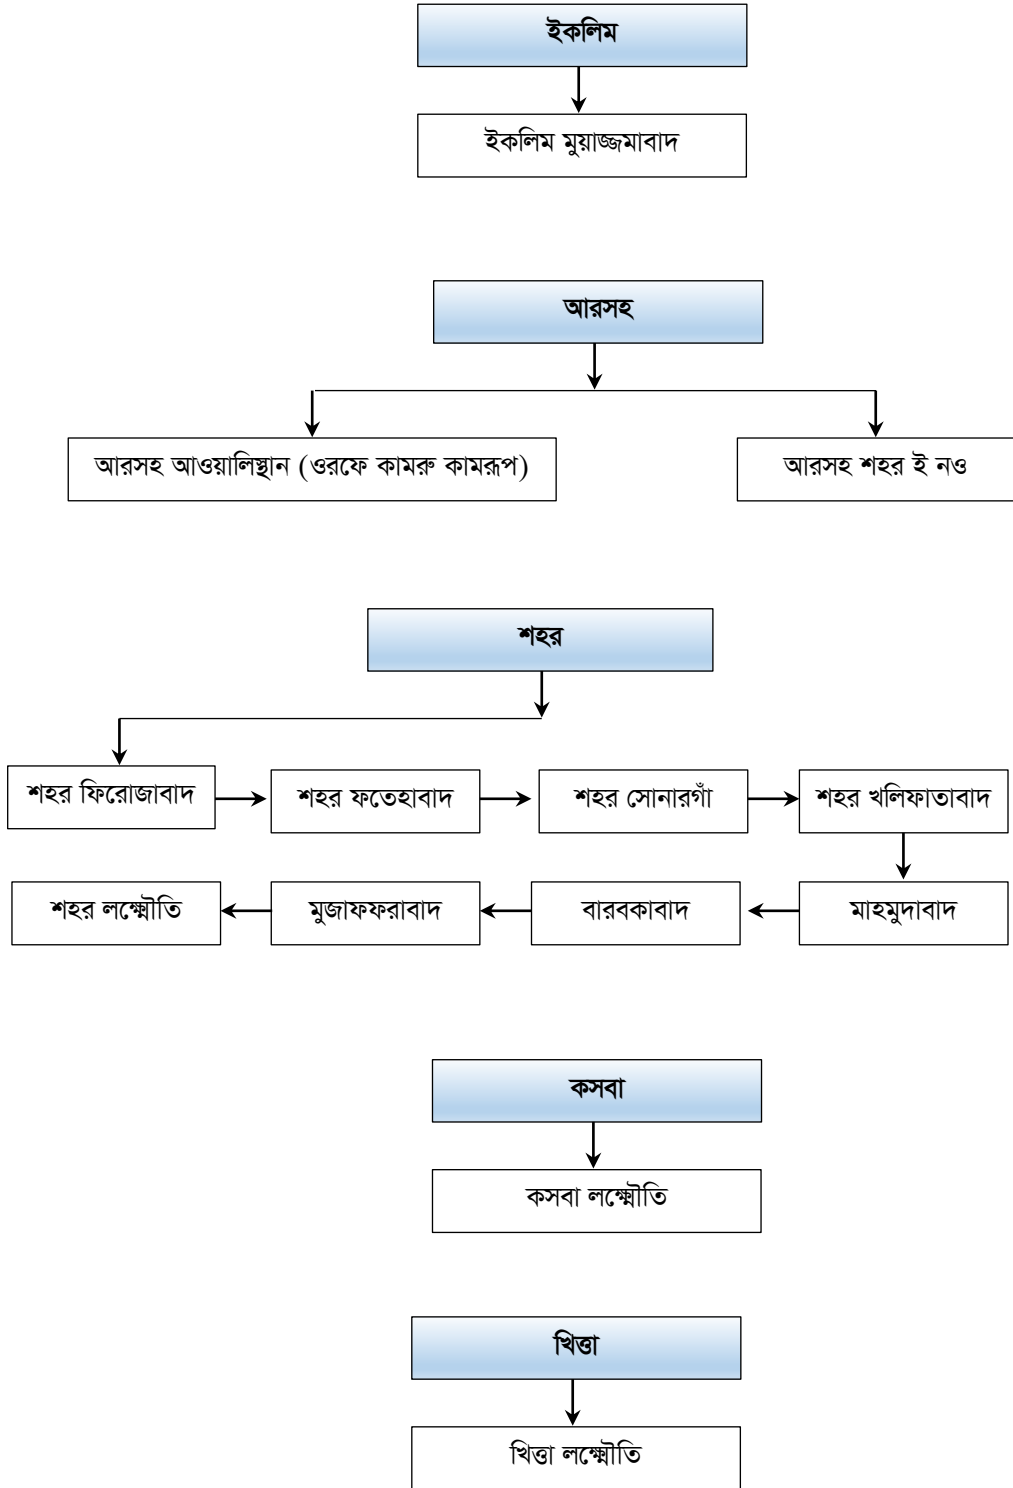 ইকলিম
ইকলিম মুয়াজ্জমাবাদ
আরসহ
আরসহ আওয়ালিস্থান (ওরফে কামরু কামরূপ)
আরসহ শহর ই নও
শহর
শহর ফিরোজাবাদ
শহর ফতেহাবাদ
শহর সোনারগাঁ
শহর খলিফাতাবাদ
মাহমুদাবাদ
বারবকাবাদ
মুজাফফরাবাদ
শহর লক্ষ্মৌতি
কসবা
কসবা লক্ষ্মৌতি
খিত্তা
খিত্তা লক্ষ্মৌতি